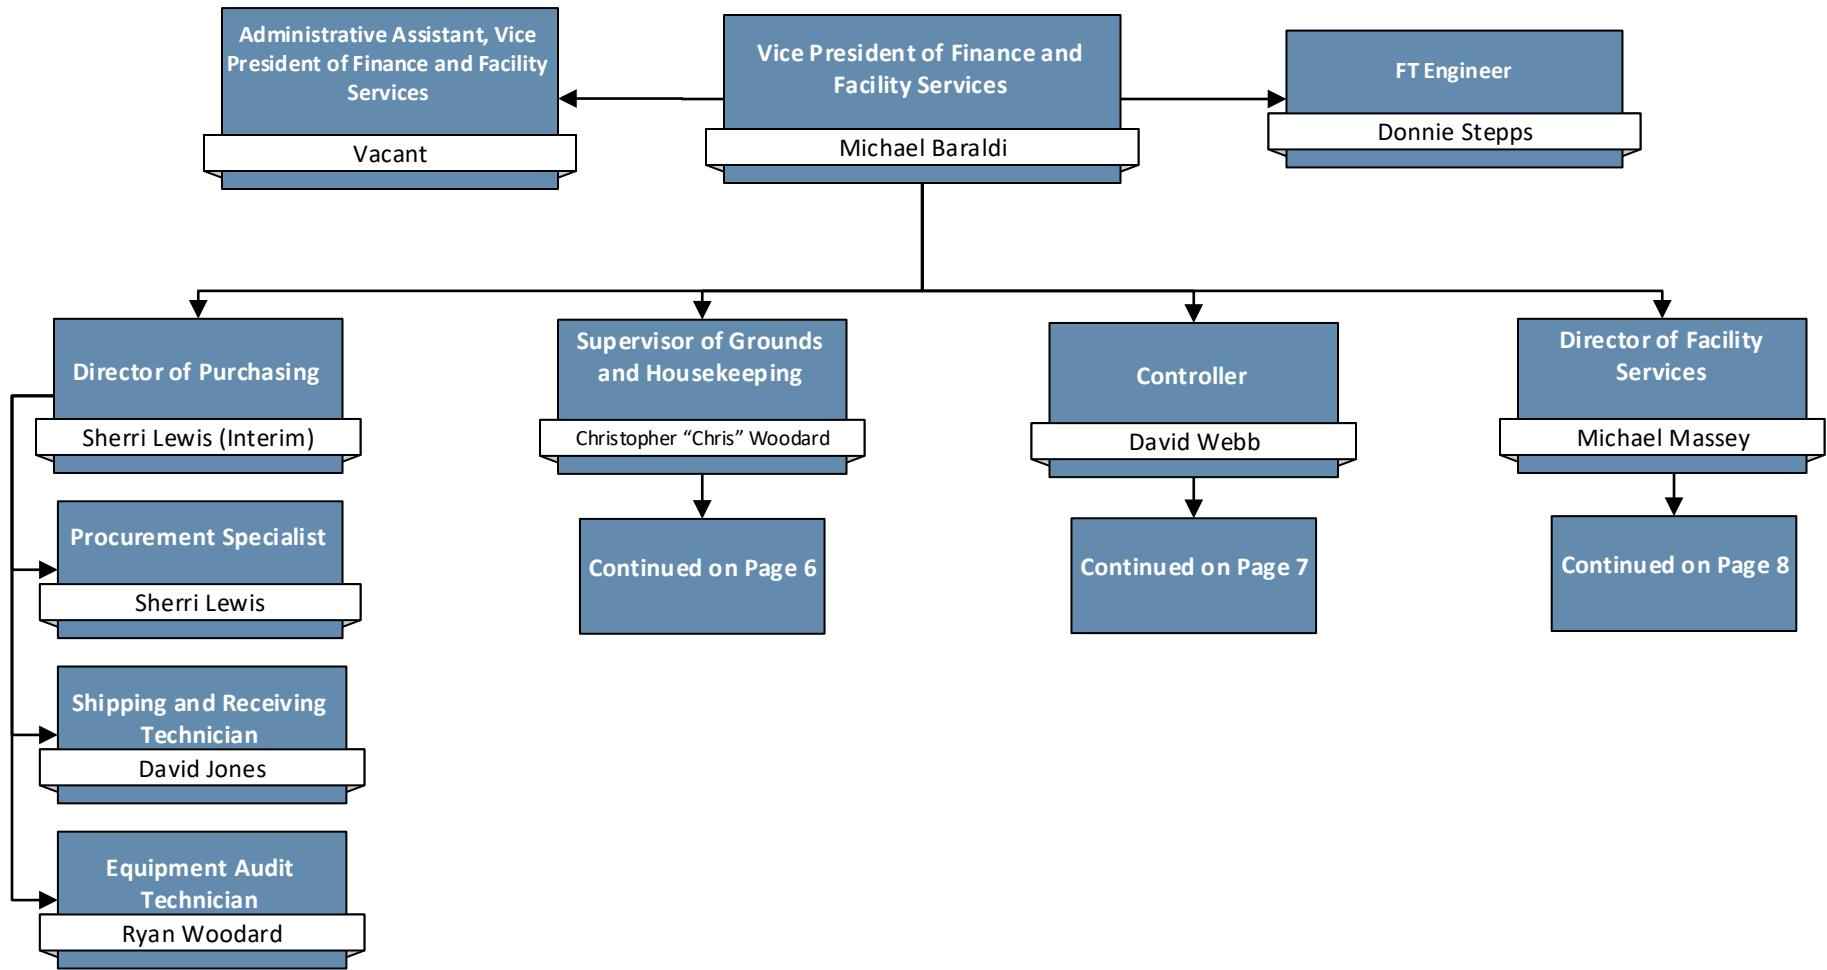 Administrative Assistant, Vice
President of Finance and Facility
Services
Vacant
Vice President of Finance and
Facility Services
Michael Baraldi
FT Engineer
Donnie Stepps
Director of Purchasing
Sherri Lewis (Interim)
Supervisor of Grounds
and Housekeeping
Christopher “Chris” Woodard
Controller
David Webb
Director of Facility
Services
Michael Massey
Procurement Specialist
Sherri Lewis
Continued on Page 6
Continued on Page 7
Continued on Page 8
Shipping and Receiving
Technician
David Jones
Equipment Audit
Technician
Ryan Woodard